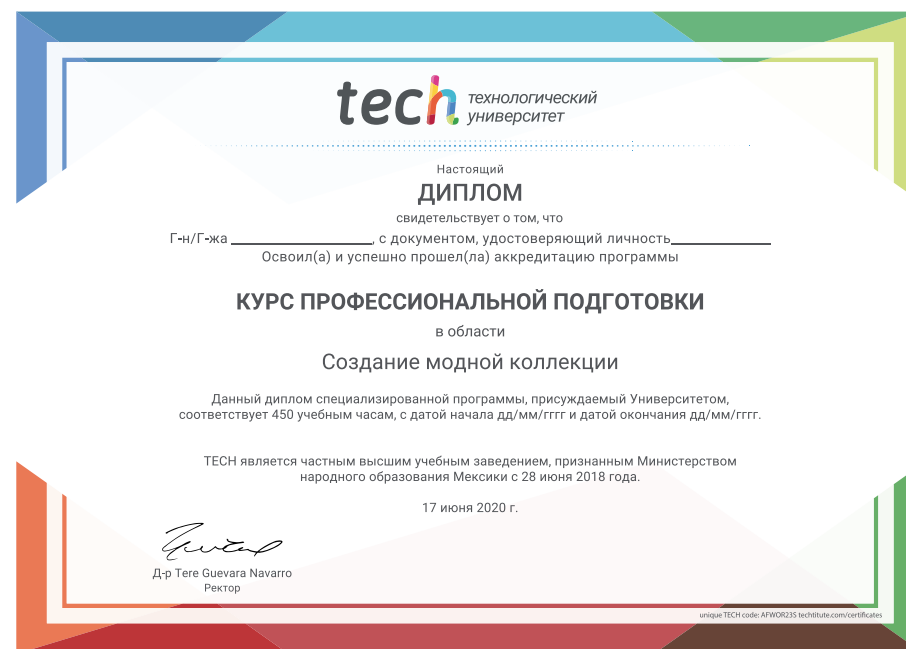 tech технологический
университет
Настоящий
ДИПЛОМ
свидетельствует о том, что
Г-н/Г-жа ____________________, с документом, удостоверяющий личность______________
Освоил(а) и успешно прошел(ла) аккредитацию программы
КУРС ПРОФЕССИОНАЛЬНОЙ ПОДГОТОВКИ
в области
Создание модной коллекции
Данный диплом специализированной программы, присуждаемый Университетом,
соответствует 450 учебным часам, с датой начала дд/мм/гггг и датой окончания дд/мм/гггг.
TECH является частным высшим учебным заведением, признанным Министерством
народного образования Мексики с 28 июня 2018 года.
17 июня 2020 г.
Д-р Tere Guevara Navarro
Ректор
unique TECH code: AFWOR23S techtitute.com/certificates